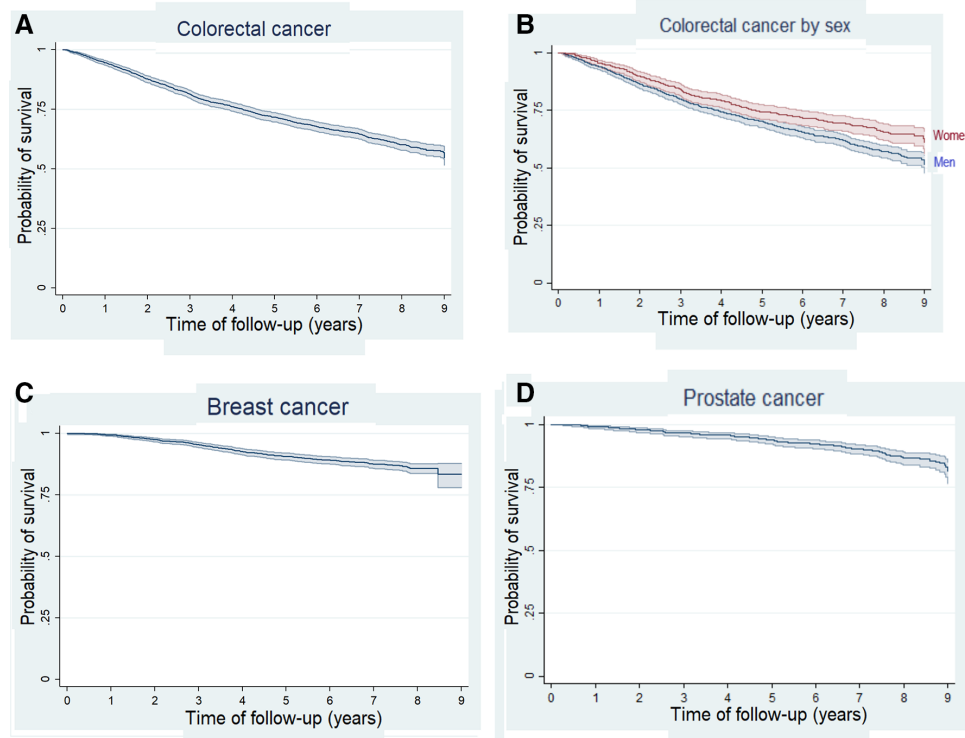 A
Colorectal cancer
Probability of survival
1
.75
.5
.25
0
0 1 2 3 4 5 6 7 8 9
Time of follow-up (years)
B
Colorectal cancer by sex
Probability of survival
1
.75
.5
.25
0
Wome
Men
0 1 2 3 4 5 6 7 8 9
Time of follow-up (years)
C
Breast cancer
Probability of survival
1
.75
.5
.25
0
0 1 2 3 4 5 6 7 8 9
Time of follow-up (years)
D
Prostate cancer
Probability of survival
1
.75
.5
.25
0
0 1 2 3 4 5 6 7 8 9
Time of follow-up (years)